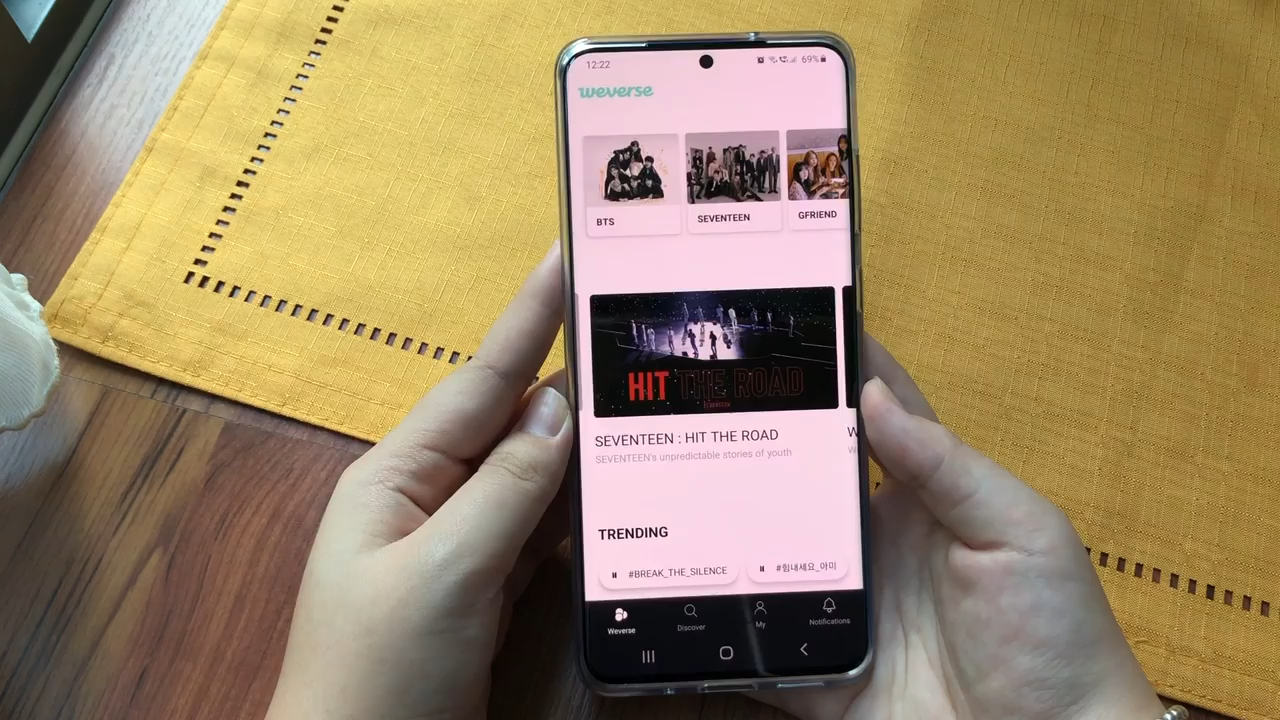 12:22
69%
weverse
BTS
SEVENTEEN
GFRIEND
HIT THE ROAD
SEVENTEEN
SEVENTEEN : HIT THE ROAD
SEVENTEEN's unpredictable stories of youth
W
W
TRENDING
#BREAK_THE_SILENCE
#힘내세요_아미
Weverse
Discover
My
Notifications